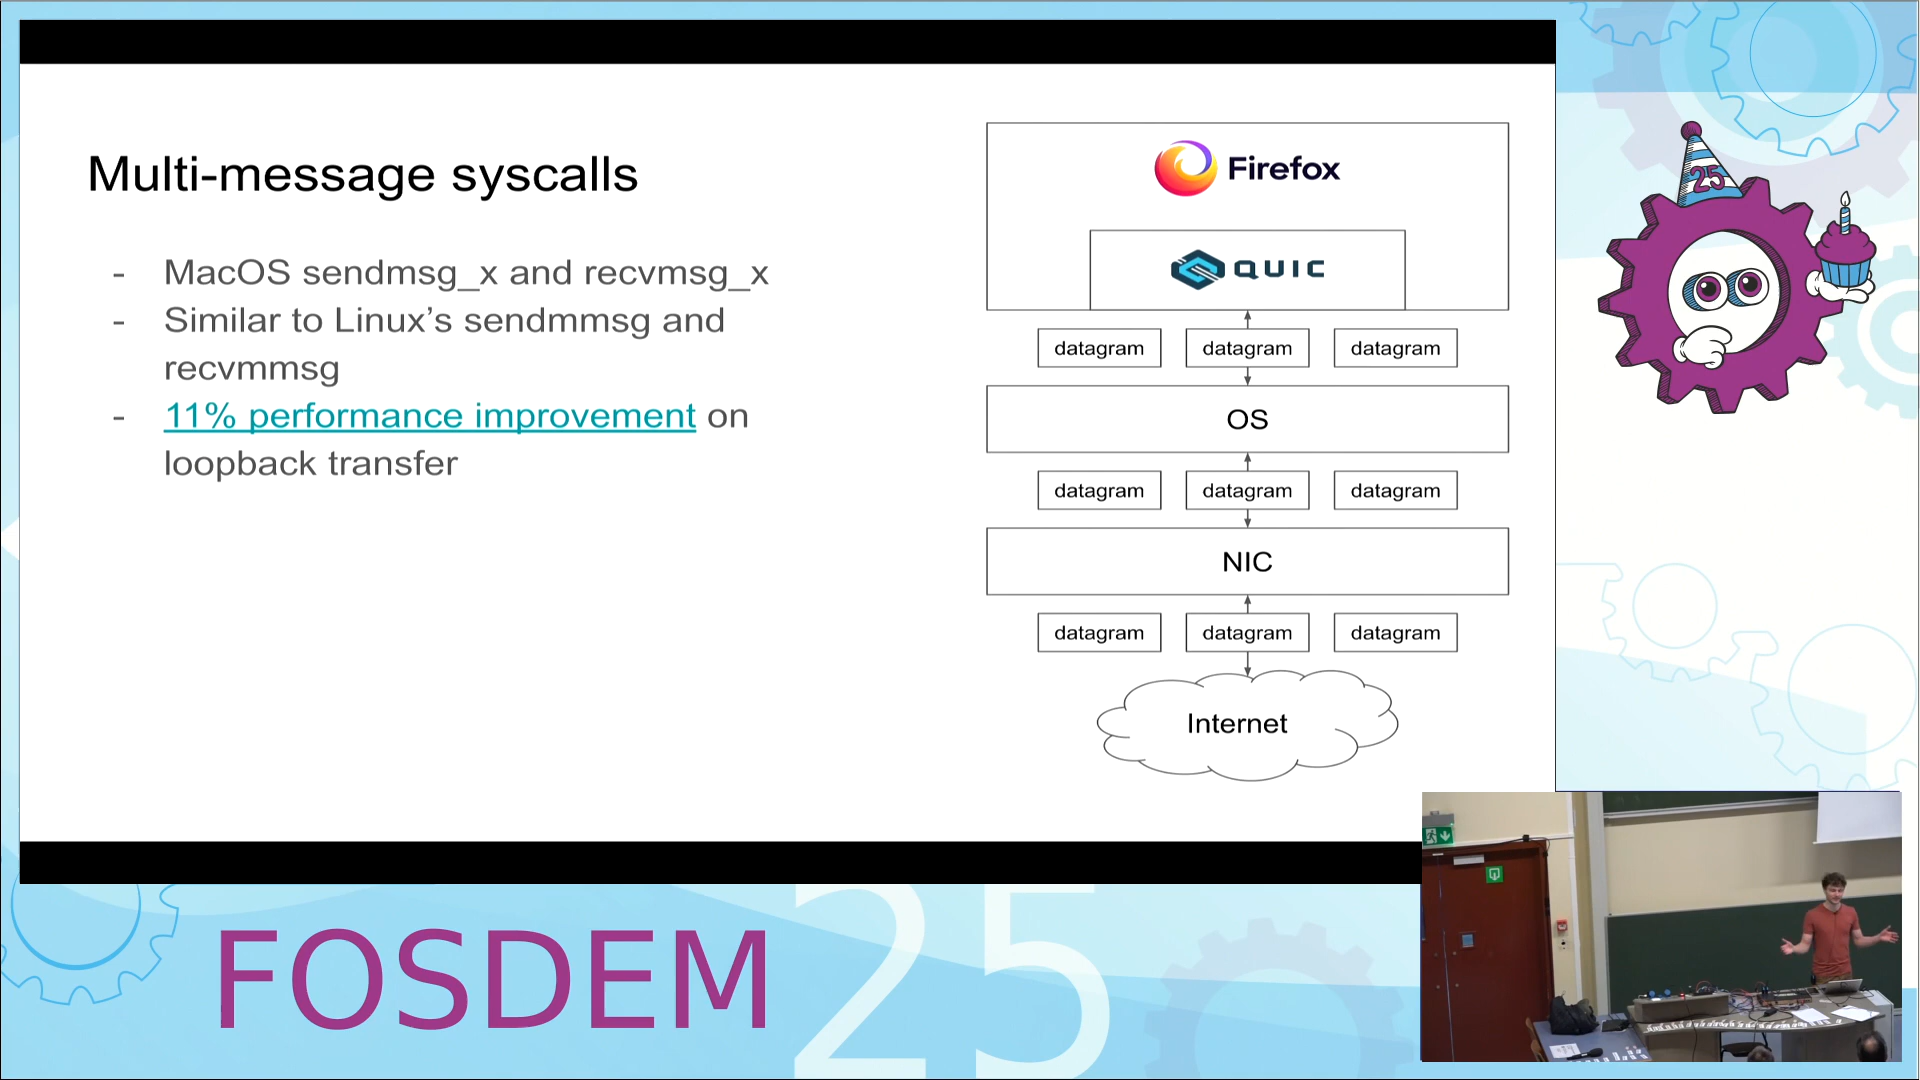 Multi-message syscalls
- MacOS sendmsg_x and recvmsg_x
- Similar to Linux’s sendmmsg and
recvmmsg
- 11% performance improvement on
loopback transfer
Firefox
QUIC
datagram datagram datagram
OS
datagram datagram datagram
NIC
datagram datagram datagram
Internet
25
FOSDEM 25